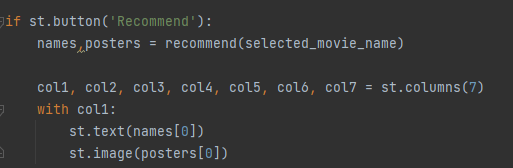 if st.button('Recommend'):
    names,posters = recommend(selected_movie_name)
    col1, col2, col3, col4, col5, col6, col7 = st.columns(7)
    with col1:
        st.text(names[0])
        st.image(posters[0])